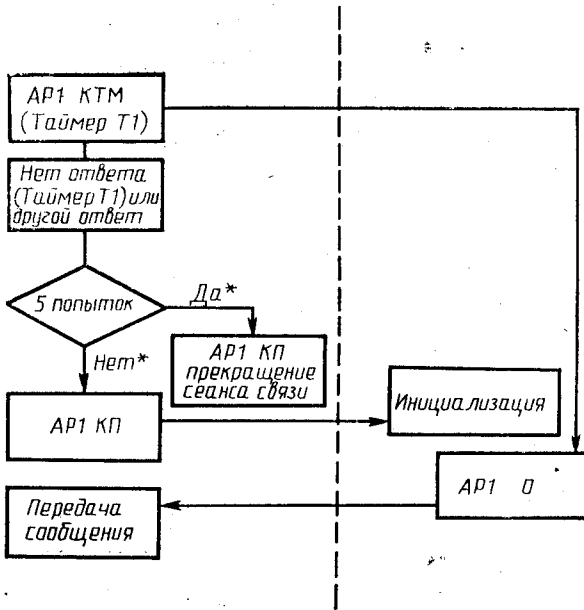 АР1 КТМ
(Таймер Т1)
Нет ответа
(Таймер Т1) или
другой ответ
5 попыток
Да*
Нет*
АР1 КП
прекращение
сеанса связи
АР1 КП
Инициализация
АР1 0
Передача
сообщения